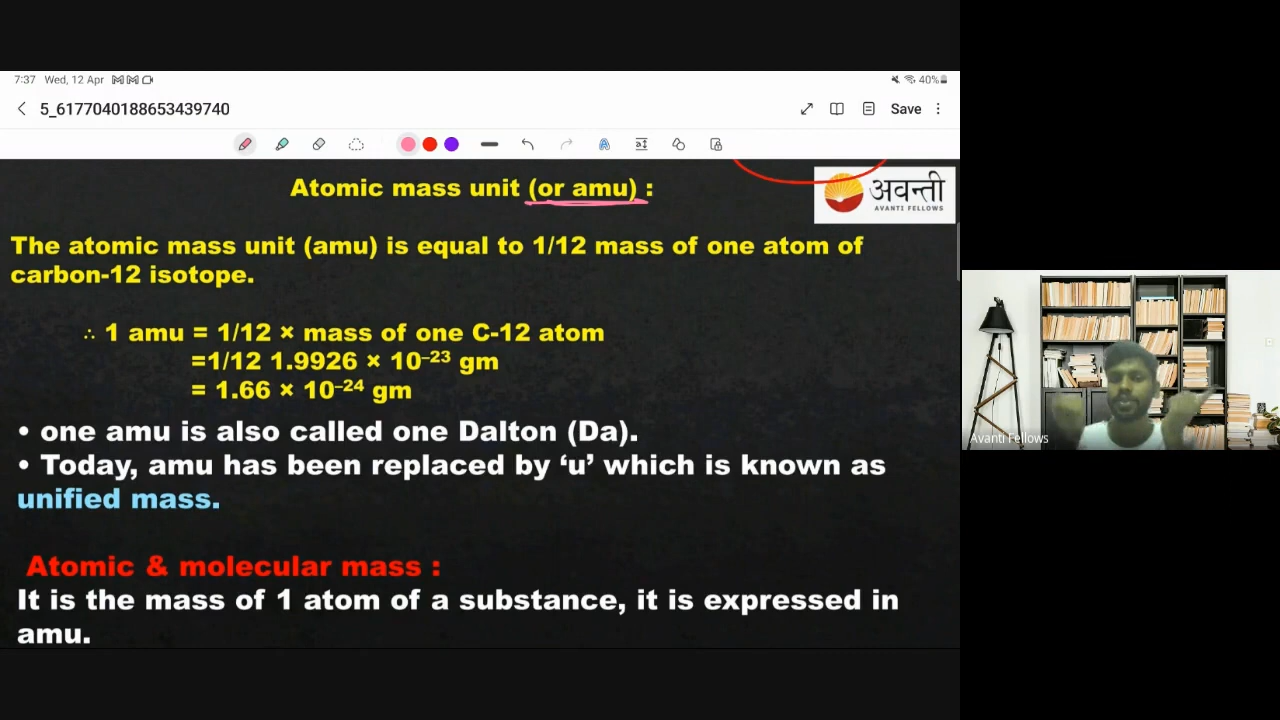 7:37 Wed, 12 Apr
40%
5_6177040188653439740
Save
Atomic mass unit (or amu) :
अवन्ती
AVANTI FELLOWS
The atomic mass unit (amu) is equal to 1/12 mass of one atom of
carbon-12 isotope.
∴ 1 amu = 1/12 × mass of one C-12 atom
=1/12 1.9926 × 10⁻²³ gm
= 1.66 × 10⁻²⁴ gm
• one amu is also called one Dalton (Da).
• Today, amu has been replaced by ‘u’ which is known as
unified mass.
Atomic & molecular mass :
It is the mass of 1 atom of a substance, it is expressed in
amu.
Avanti Fellows